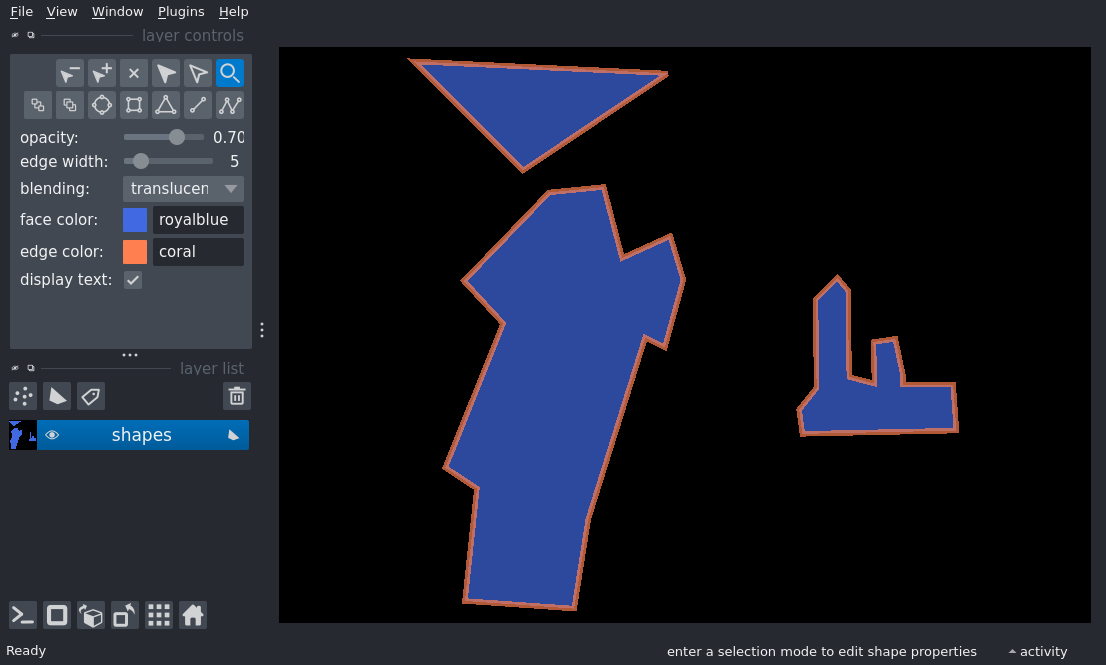 File View Window Plugins Help
layer controls
opacity: 0.70
edge width: 5
blending: translucen
face color: royalblue
edge color: coral
display text:
layer list
shapes
Ready enter a selection mode to edit shape properties activity